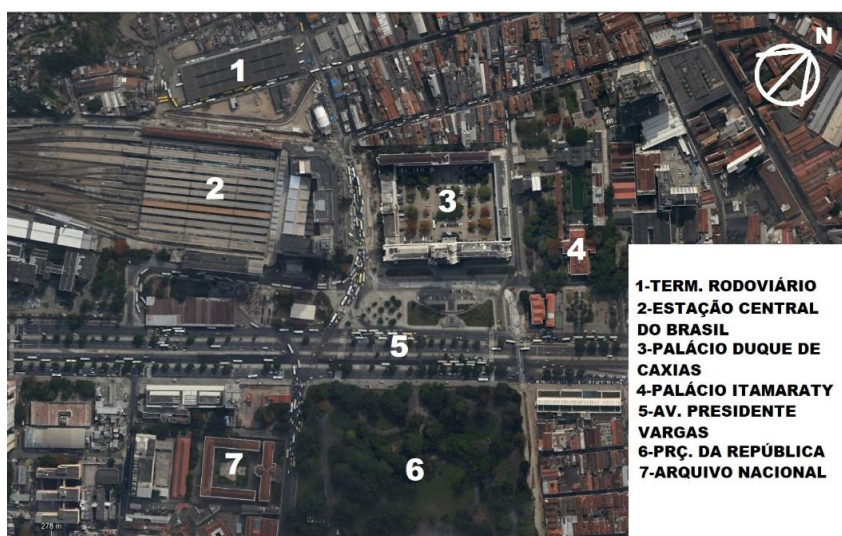 N
1
2
3
4
5
6
7
1-TERM. RODOVIÁRIO
2-ESTAÇÃO CENTRAL
DO BRASIL
3-PALÁCIO DUQUE DE
CAXIAS
4-PALÁCIO ITAMARATY
5-AV. PRESIDENTE
VARGAS
6-PRÇ. DA REPÚBLICA
7-ARQUIVO NACIONAL
278 m